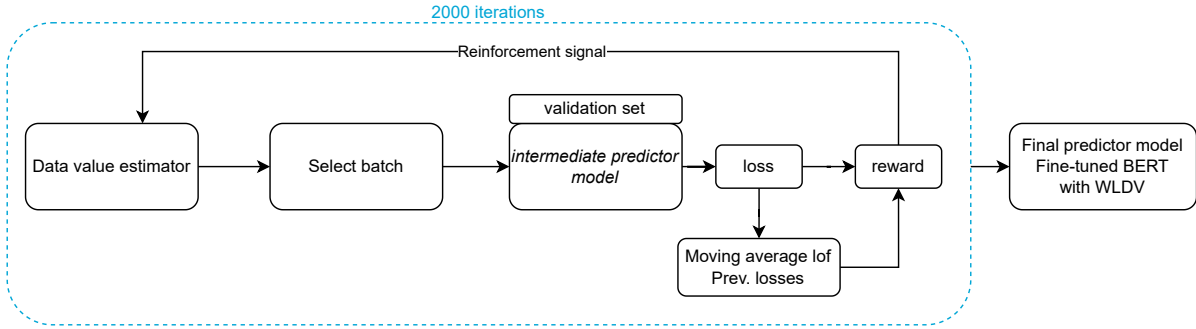 2000 iterations
Reinforcement signal
validation set
Data value estimator
Select batch
intermediate predictor
model
loss
reward
Moving average lof
Prev. losses
Final predictor model
Fine-tuned BERT
with WLDV